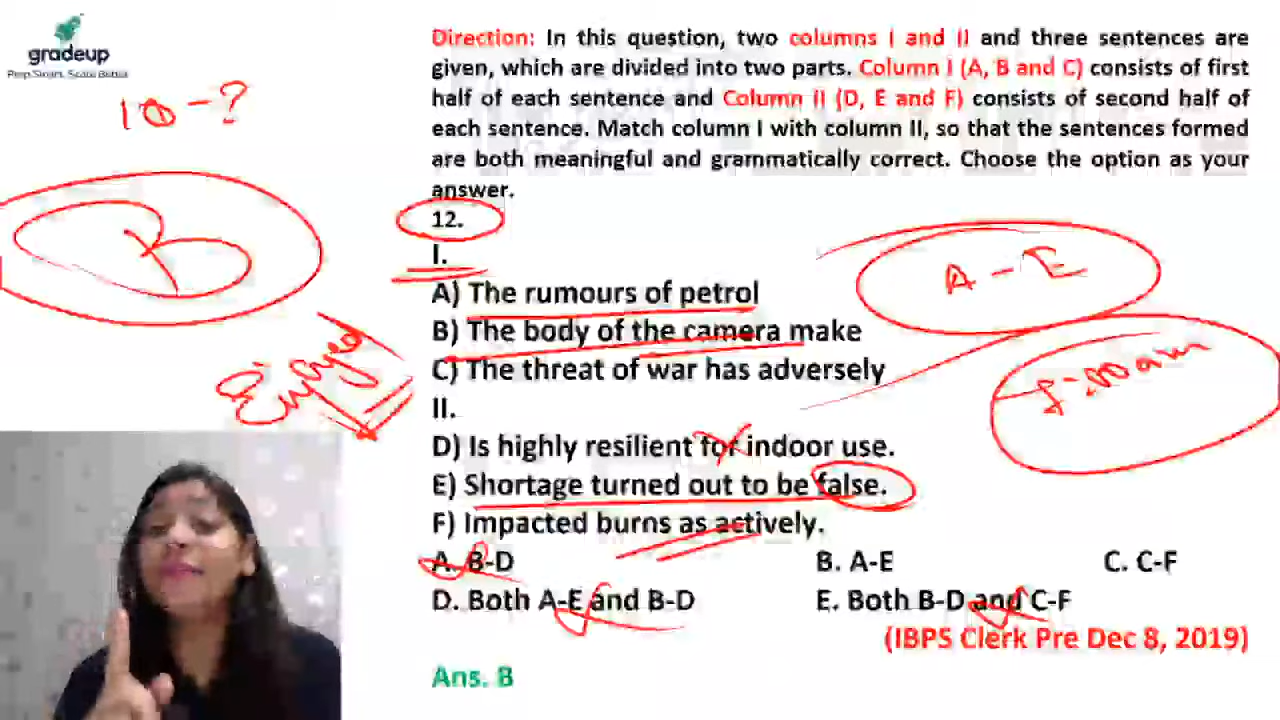 gradeup
Prep Smart. Score Better
10-?
B
Enjoyed
Direction: In this question, two columns I and II and three sentences are
given, which are divided into two parts. Column I (A, B and C) consists of first
half of each sentence and Column II (D, E and F) consists of second half of
each sentence. Match column I with column II, so that the sentences formed
are both meaningful and grammatically correct. Choose the option as your
answer.
12.
I.
A) The rumours of petrol
B) The body of the camera make
C) The threat of war has adversely
A - E
8:00 am
II.
D) Is highly resilient for indoor use.
E) Shortage turned out to be false.
F) Impacted burns as actively.
A. B-D B. A-E C. C-F
D. Both A-E and B-D E. Both B-D and C-F
(IBPS Clerk Pre Dec 8, 2019)
Ans. B